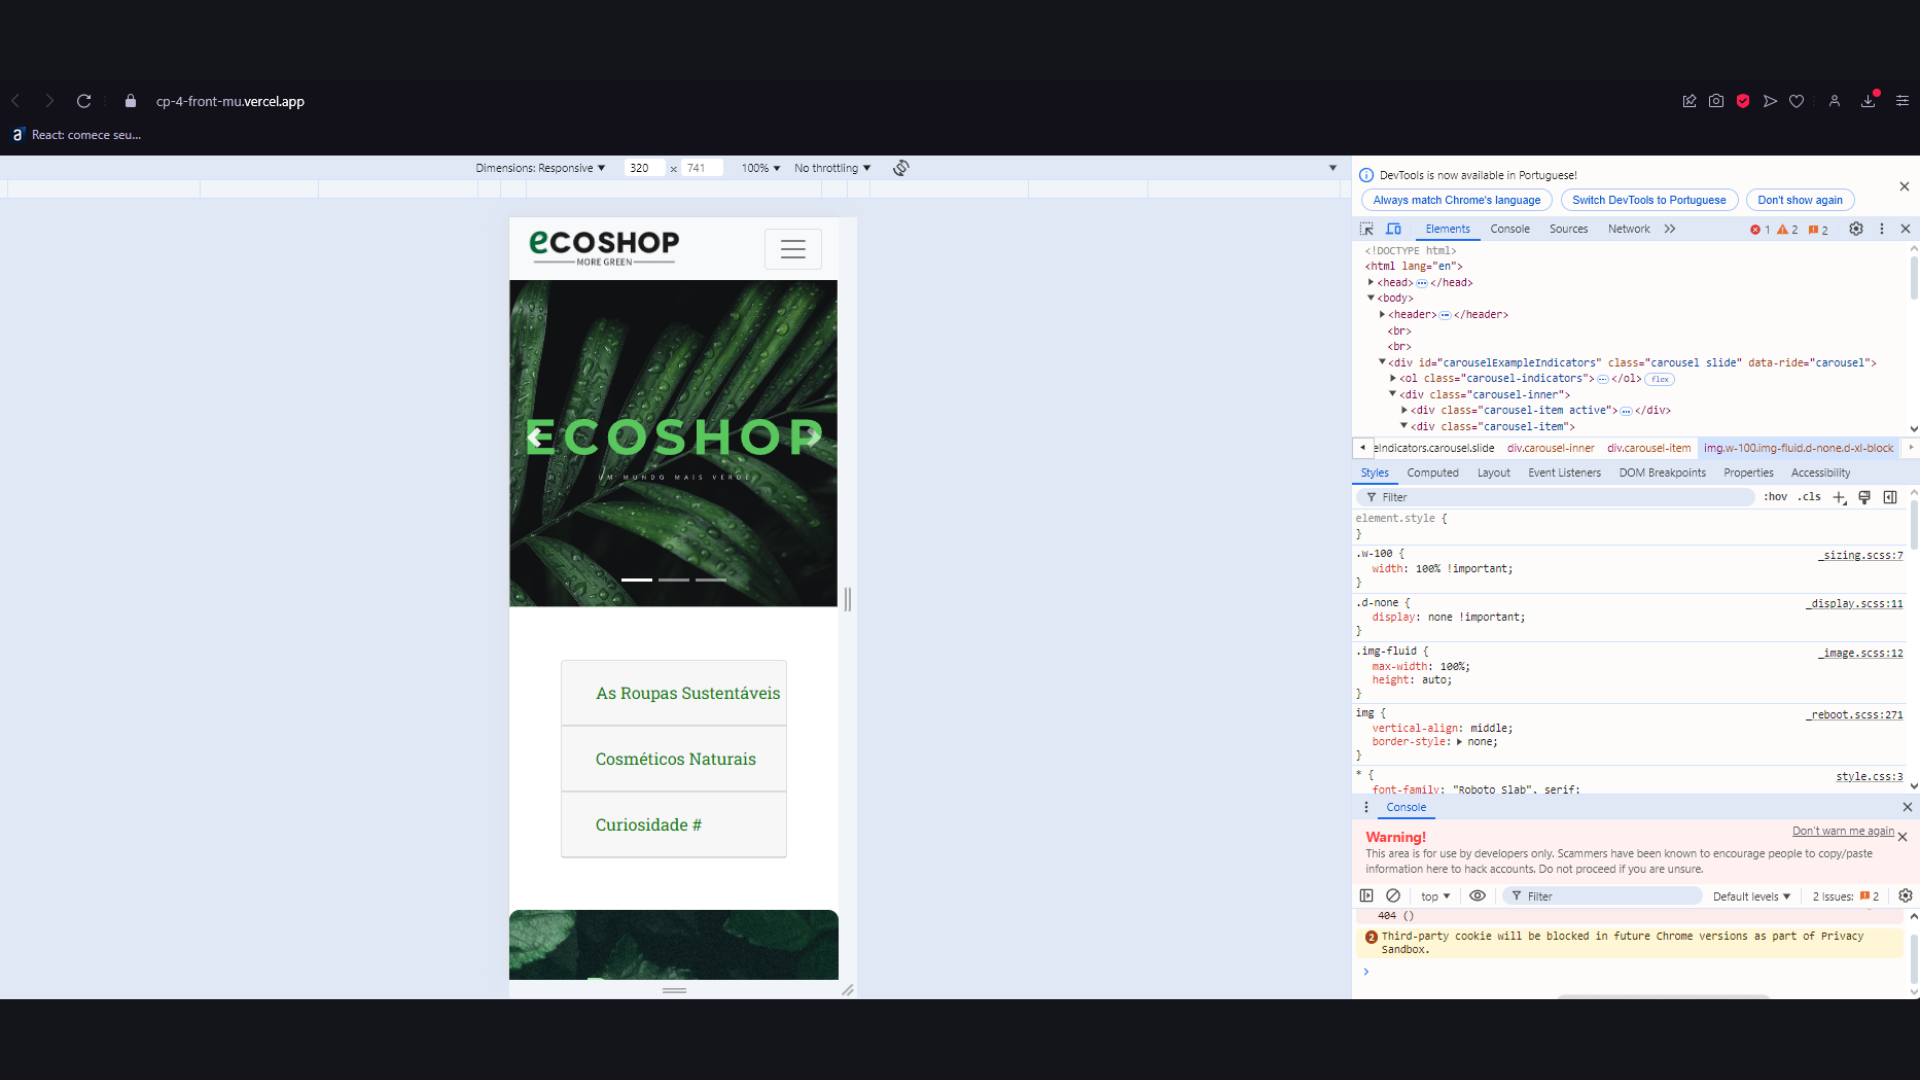 cp-4-front-mu.vercel.app
React: comece seu...
Dimensions: Responsive 320 x 741 100% No throttling
eCOSHOP
MORE GREEN
ECOSHOP
UM MUNDO MAIS VERDE
As Roupas Sustentáveis
Cosméticos Naturais
Curiosidade #
DevTools is now available in Portuguese!
Always match Chrome's language
Switch DevTools to Portuguese
Don't show again
Elements Console Sources Network 1 2 2
<!DOCTYPE html>
<html lang="en">
<head> </head>
<body>
<header> </header>
<br>
<br>
<div id="carouselExampleIndicators" class="carousel slide" data-ride="carousel">
<ol class="carousel-indicators"> </ol> flex
<div class="carousel-inner">
<div class="carousel-item active"> </div>
<div class="carousel-item">
eIndicators.carousel.slide div.carousel-inner div.carousel-item img.w-100.img-fluid.d-none.d-xl-block
Styles Computed Layout Event Listeners DOM Breakpoints Properties Accessibility
Filter :hov .cls
element.style {
}
.w-100 { _sizing.scss:7
width: 100% !important;
}
.d-none { _display.scss:11
display: none !important;
}
.img-fluid { _image.scss:12
max-width: 100%;
height: auto;
}
img { _reboot.scss:271
vertical-align: middle;
border-style: none;
}
* { style.css:3
font-family: "Roboto Slab", serif;
Console
Warning! Don't warn me again
This area is for use by developers only. Scammers have been known to encourage people to copy/paste
information here to hack accounts. Do not proceed if you are unsure.
top Filter Default levels 2 Issues: 2
404 ()
2 Third-party cookie will be blocked in future Chrome versions as part of Privacy
Sandbox.